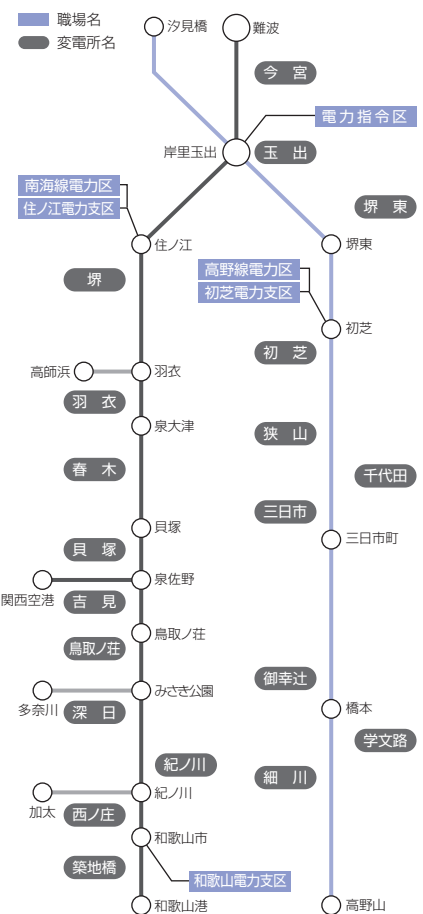 職場名
変電所名
汐見橋
難波
今宮
電力指令区
岸里玉出
玉出
南海線電力区
住ノ江電力支区
堺東
住ノ江
堺東
高野線電力区
初芝電力支区
堺
初芝
初芝
高師浜
羽衣
羽衣
泉大津
狭山
春木
千代田
三日市
貝塚
三日市町
貝塚
泉佐野
関西空港
吉見
鳥取ノ荘
鳥取ノ荘
御幸辻
みさき公園
多奈川
深日
橋本
学文路
紀ノ川
細川
紀ノ川
加太
西ノ庄
和歌山市
築地橋
和歌山電力支区
和歌山港
高野山